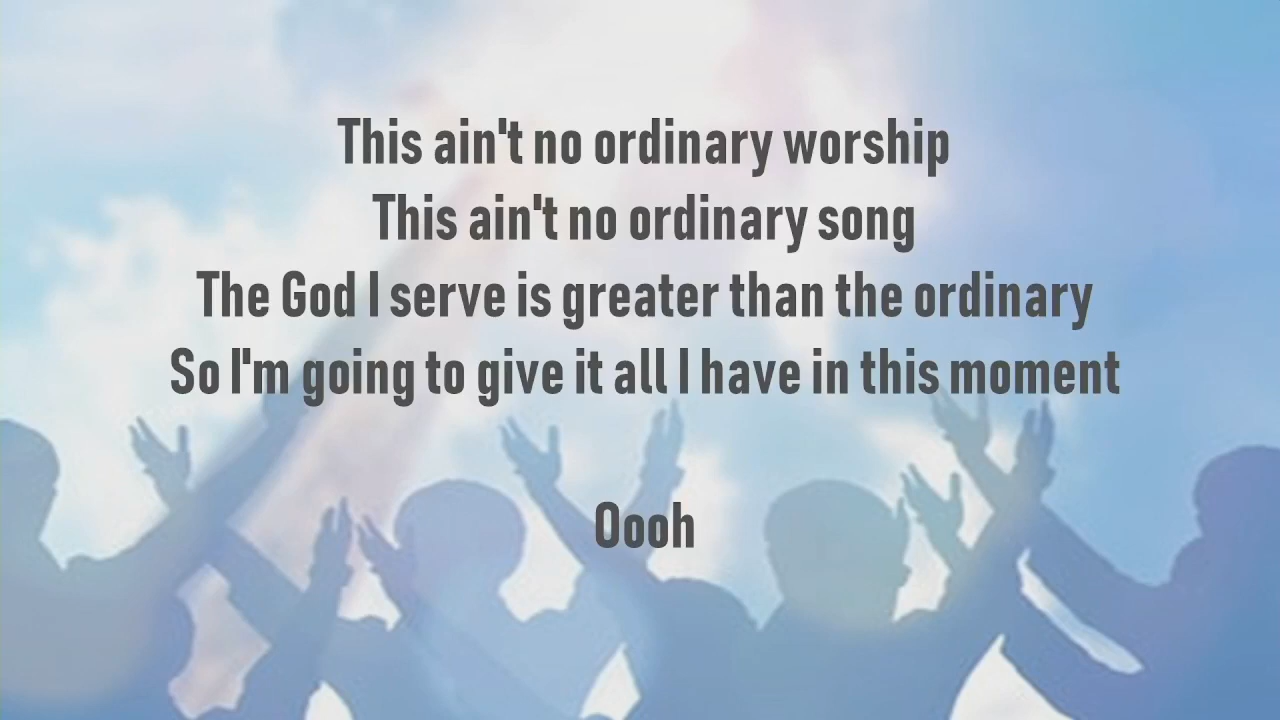 This ain't no ordinary worship
This ain't no ordinary song
The God I serve is greater than the ordinary
So I'm going to give it all I have in this moment
Oooh